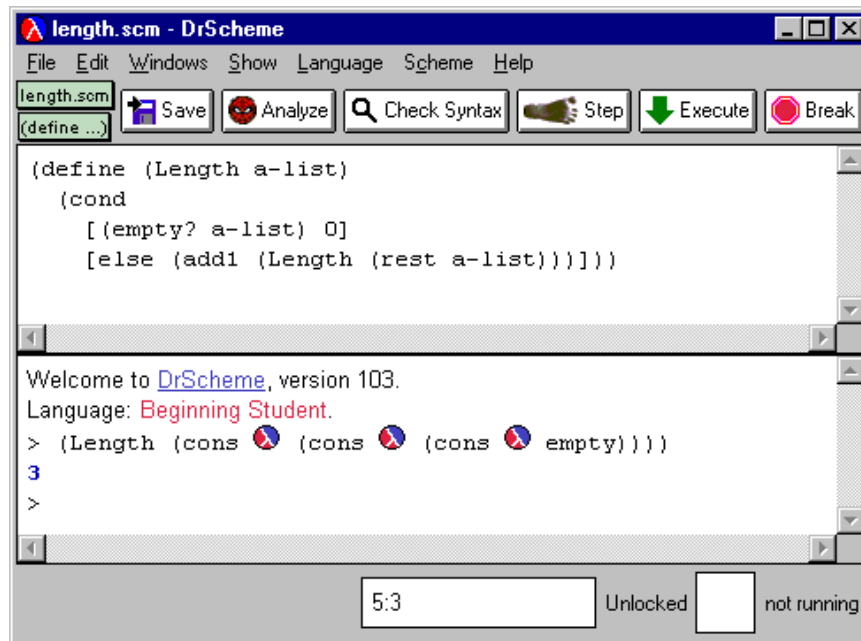 length.scm - DrScheme
File Edit Windows Show Language Scheme Help
length.scm
(define ...)
Save Analyze Check Syntax Step Execute Break
(define (Length a-list)
(cond
[(empty? a-list) 0]
[else (add1 (Length (rest a-list)))]))
Welcome to DrScheme, version 103.
Language: Beginning Student.
> (Length (cons (cons (cons empty))))
3
>
5:3 Unlocked not running